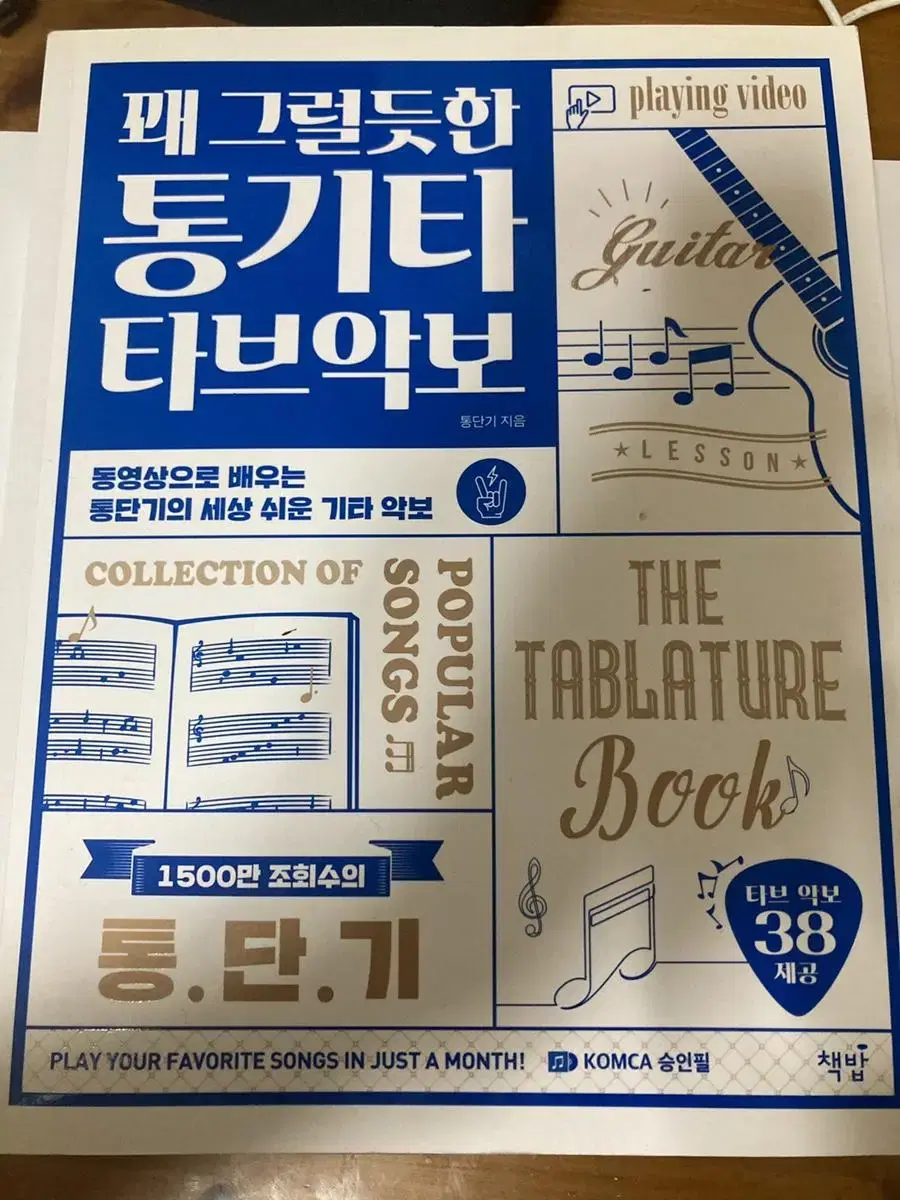 꽤 그럴듯한
통기타
타브악보
통단기 지음
playing video
Guitar
LESSON
동영상으로 배우는
통단기의 세상 쉬운 기타 악보
COLLECTION OF
POPULAR
SONGS
THE
TABLATURE
Book
1500만 조회수의
통.단.기
타브 악보
38
제공
PLAY YOUR FAVORITE SONGS IN JUST A MONTH!
KOMCA 승인필
책밥